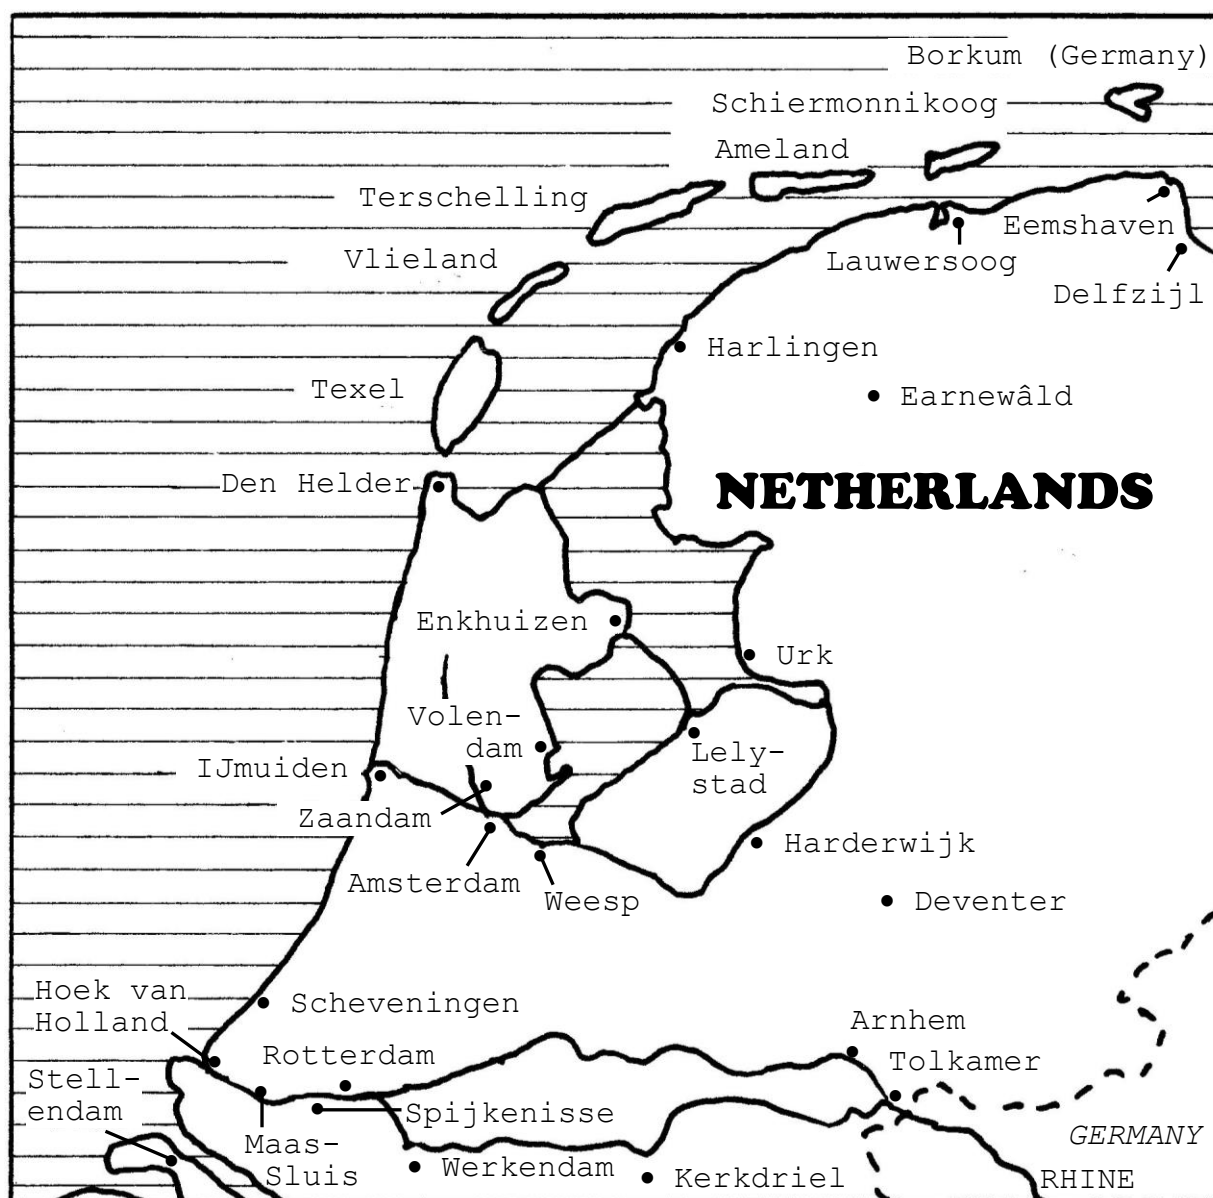 Borkum (Germany)
Schiermonnikoog
Ameland
Terschelling
Eemshaven
Vlieland
Lauwersoog
Delfzijl
Harlingen
Texel
Earnewâld
Den Helder
NETHERLANDS
Enkhuizen
Urk
Volen-
dam
Lely-
stad
IJmuiden
Zaandam
Harderwijk
Amsterdam
Weesp
Deventer
Hoek van
Holland
Scheveningen
Arnhem
Rotterdam
Tolkamer
Stell-
endam
Spijkenisse
GERMANY
Maas-
Sluis
Werkendam
Kerkdriel
RHINE